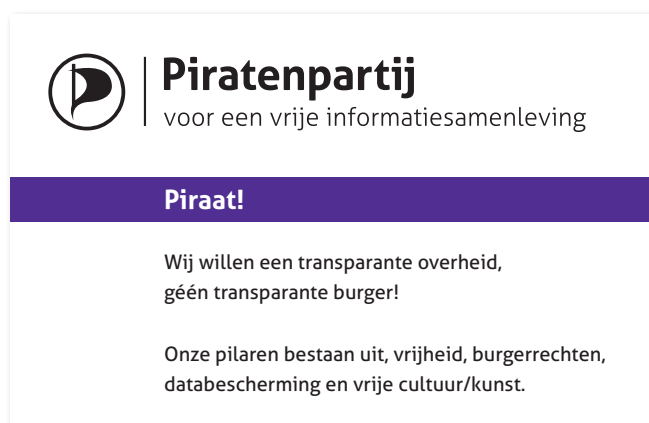 Piratenpartij
voor een vrije informatiesamenleving
Piraat!
Wij willen een transparante overheid,
géén transparante burger!
Onze pilaren bestaan uit, vrijheid, burgerrechten,
databescherming en vrije cultuur/kunst.